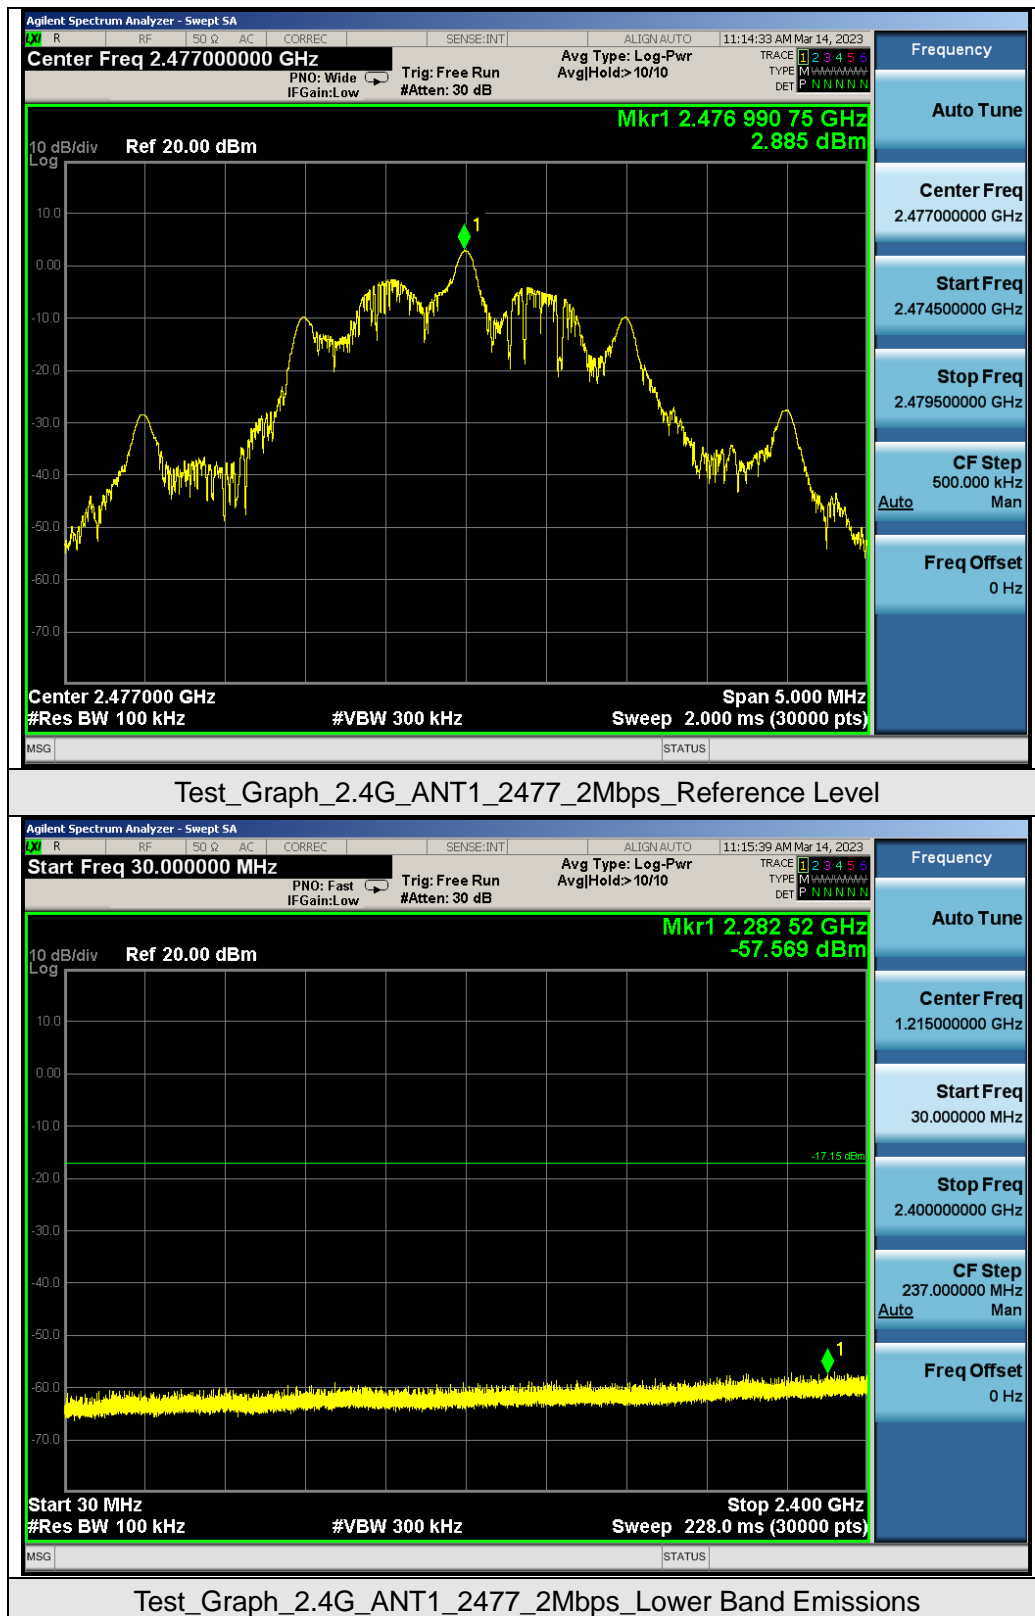 Agilent Spectrum Analyzer - Swept SA
LXI R RF 50 Ω AC CORREC SENSE:INT ALIGN AUTO 11:14:33 AM Mar 14, 2023
Center Freq 2.477000000 GHz
PNO: Wide
IFGain:Low
Trig: Free Run
#Atten: 30 dB
Avg Type: Log-Pwr
Avg|Hold:>10/10
TRACE 1 2 3 4 5 6
TYPE M WWWWW
DET P N N N N N
Mkr1 2.476 990 75 GHz
2.885 dBm
10 dB/div Ref 20.00 dBm
Log
10.0
0.00
-10.0
-20.0
-30.0
-40.0
-50.0
-60.0
-70.0
1
Center 2.477000 GHz Span 5.000 MHz
#Res BW 100 kHz #VBW 300 kHz Sweep 2.000 ms (30000 pts)
MSG STATUS
Frequency
Auto Tune
Center Freq
2.477000000 GHz
Start Freq
2.474500000 GHz
Stop Freq
2.479500000 GHz
CF Step
500.000 kHz
Auto Man
Freq Offset
0 Hz
Test_Graph_2.4G_ANT1_2477_2Mbps_Reference Level
Agilent Spectrum Analyzer - Swept SA
LXI R RF 50 Ω AC CORREC SENSE:INT ALIGN AUTO 11:15:39 AM Mar 14, 2023
Start Freq 30.000000 MHz
PNO: Fast
IFGain:Low
Trig: Free Run
#Atten: 30 dB
Avg Type: Log-Pwr
Avg|Hold:>10/10
TRACE 1 2 3 4 5 6
TYPE M WWWWW
DET P N N N N N
Mkr1 2.282 52 GHz
-57.569 dBm
10 dB/div Ref 20.00 dBm
Log
10.0
0.00
-10.0
-20.0
-30.0
-40.0
-50.0
-60.0
-70.0
-17.15 dBm
1
Start 30 MHz Stop 2.400 GHz
#Res BW 100 kHz #VBW 300 kHz Sweep 228.0 ms (30000 pts)
MSG STATUS
Frequency
Auto Tune
Center Freq
1.215000000 GHz
Start Freq
30.000000 MHz
Stop Freq
2.400000000 GHz
CF Step
237.000000 MHz
Auto Man
Freq Offset
0 Hz
Test_Graph_2.4G_ANT1_2477_2Mbps_Lower Band Emissions